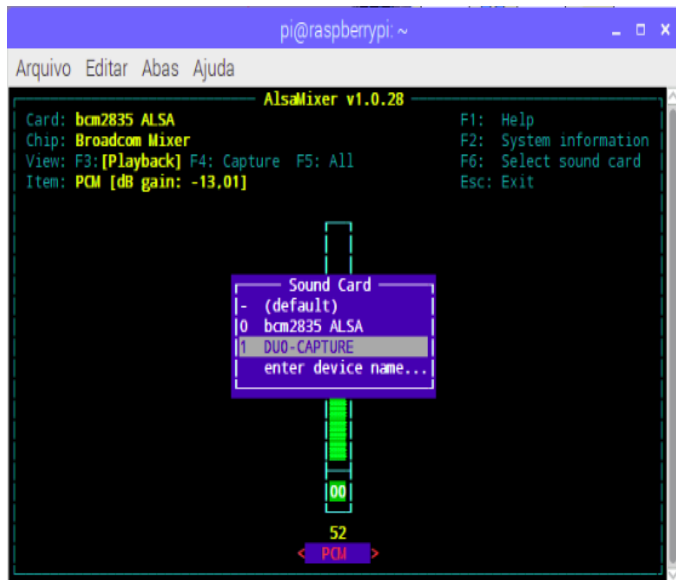 pi@raspberrypi: ~
Arquivo Editar Abas Ajuda
AlsaMixer v1.0.28
Card: bcm2835 ALSA F1: Help
Chip: Broadcom Mixer F2: System information
View: F3:[Playback] F4: Capture F5: All F6: Select sound card
Item: PCM [dB gain: -13.01] Esc: Exit
Sound Card
- (default)
0 bcm2835 ALSA
1 DUO-CAPTURE
enter device name...
00
52
< PCM >